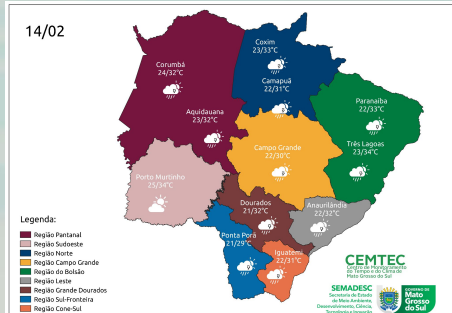 14/02
Coxim
23/33°C
Corumbá
24/32°C
Camapuã
22/31°C
Aquidauana
23/32°C
Paranaíba
22/33°C
Três Lagoas
23/34°C
Campo Grande
22/30°C
Porto Murtinho
25/34°C
Dourados
21/32°C
Anaurilândia
22/32°C
Ponta Porã
21/29°C
Iguatemi
22/31°C
Legenda:
Região Pantanal
Região Sudoeste
Região Norte
Região Campo Grande
Região do Bolsão
Região Leste
Região Grande Dourados
Região Sul-Fronteira
Região Cone-Sul
CEMTEC
Centro de Monitoramento
do Tempo e do Clima de
Mato Grosso do Sul
SEMADESC
Secretaria de Estado
de Meio Ambiente,
Desenvolvimento, Ciência,
Tecnologia e Inovação
GOVERNO DE
Mato
Grosso
do Sul